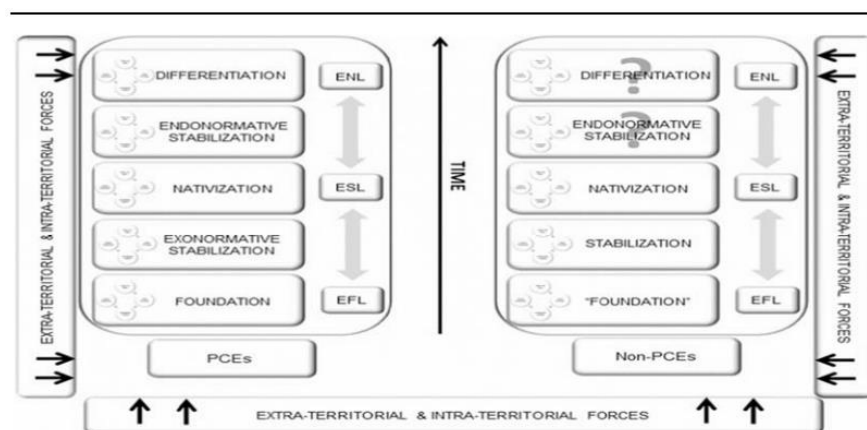 DIFFERENTIATION
ENL
ENDONORMATIVE
STABILIZATION
NATIVIZATION
ESL
EXONORMATIVE
STABILIZATION
FOUNDATION
EFL
PCEs
EXTRA-TERRITORIAL & INTRA-TERRITORIAL FORCES
TIME
?
DIFFERENTIATION
ENL
?
ENDONORMATIVE
STABILIZATION
NATIVIZATION
ESL
STABILIZATION
"FOUNDATION"
EFL
Non-PCEs
EXTRA-TERRITORIAL & INTRA-TERRITORIAL FORCES
EXTRA-TERRITORIAL & INTRA-TERRITORIAL FORCES